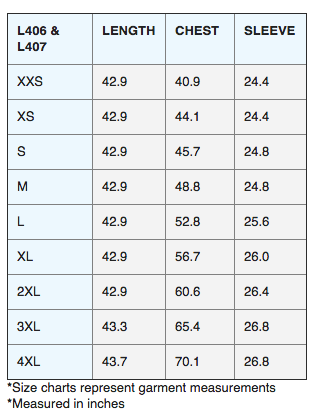 L406 & L407 LENGTH CHEST SLEEVE
XXS 42.9 40.9 24.4
XS 42.9 44.1 24.4
S 42.9 45.7 24.8
M 42.9 48.8 24.8
L 42.9 52.8 25.6
XL 42.9 56.7 26.0
2XL 42.9 60.6 26.4
3XL 43.3 65.4 26.8
4XL 43.7 70.1 26.8
*Size charts represent garment measurements
*Measured in inches